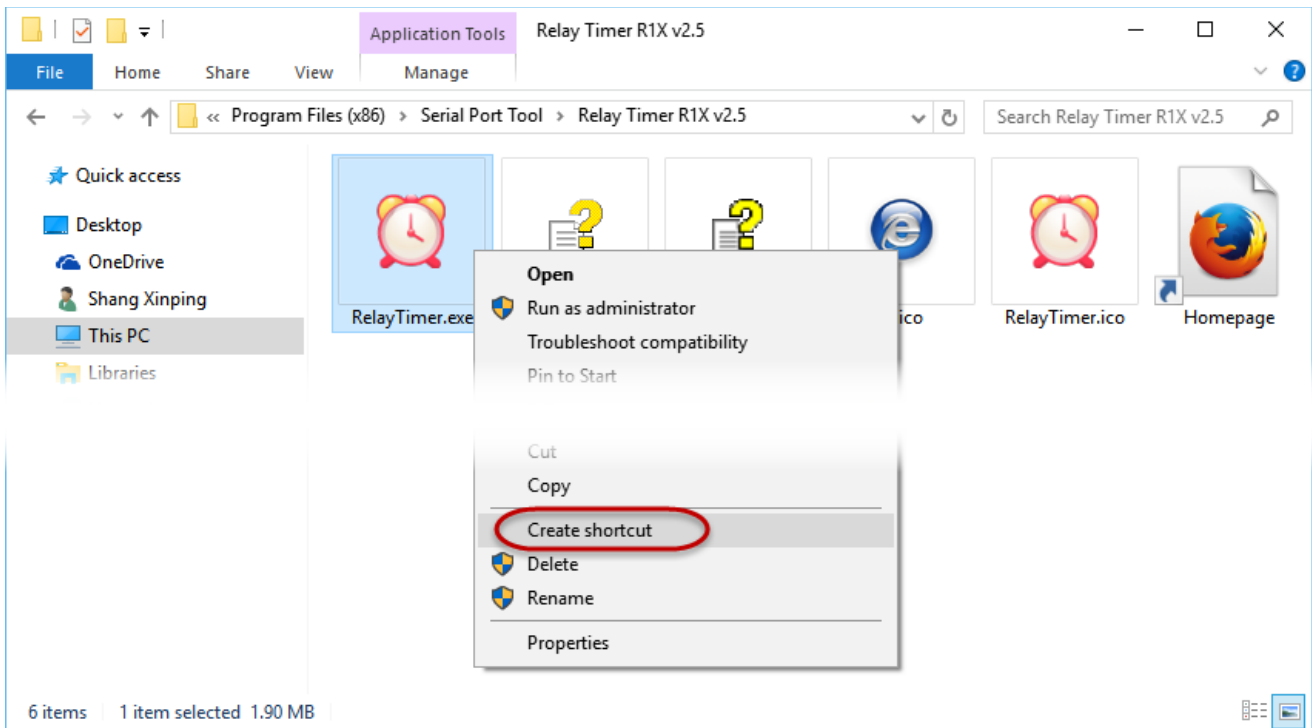 Application Tools
Relay Timer R1X v2.5
File
Home
Share
View
Manage
?
« Program Files (x86) › Serial Port Tool › Relay Timer R1X v2.5
Search Relay Timer R1X v2.5
Quick access
Desktop
OneDrive
Shang Xinping
This PC
Libraries
RelayTimer.exe
ico
RelayTimer.ico
Homepage
Open
Run as administrator
Troubleshoot compatibility
Pin to Start
Cut
Copy
Create shortcut
Delete
Rename
Properties
6 items
1 item selected 1.90 MB